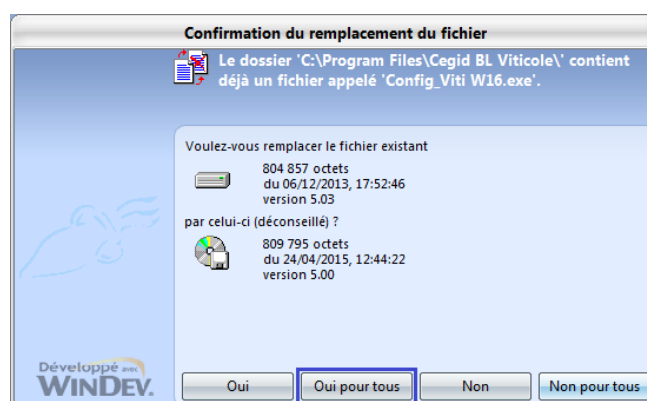 Confirmation du remplacement du fichier
Le dossier 'C:\Program Files\Cegid BL Viticole\' contient
déjà un fichier appelé 'Config_Viti W16.exe'.
Voulez-vous remplacer le fichier existant
804 857 octets
du 06/12/2013, 17:52:46
version 5.03
par celui-ci (déconseillé) ?
809 795 octets
du 24/04/2015, 12:44:22
version 5.00
Développé avec
WINDEV.
Oui
Oui pour tous
Non
Non pour tous